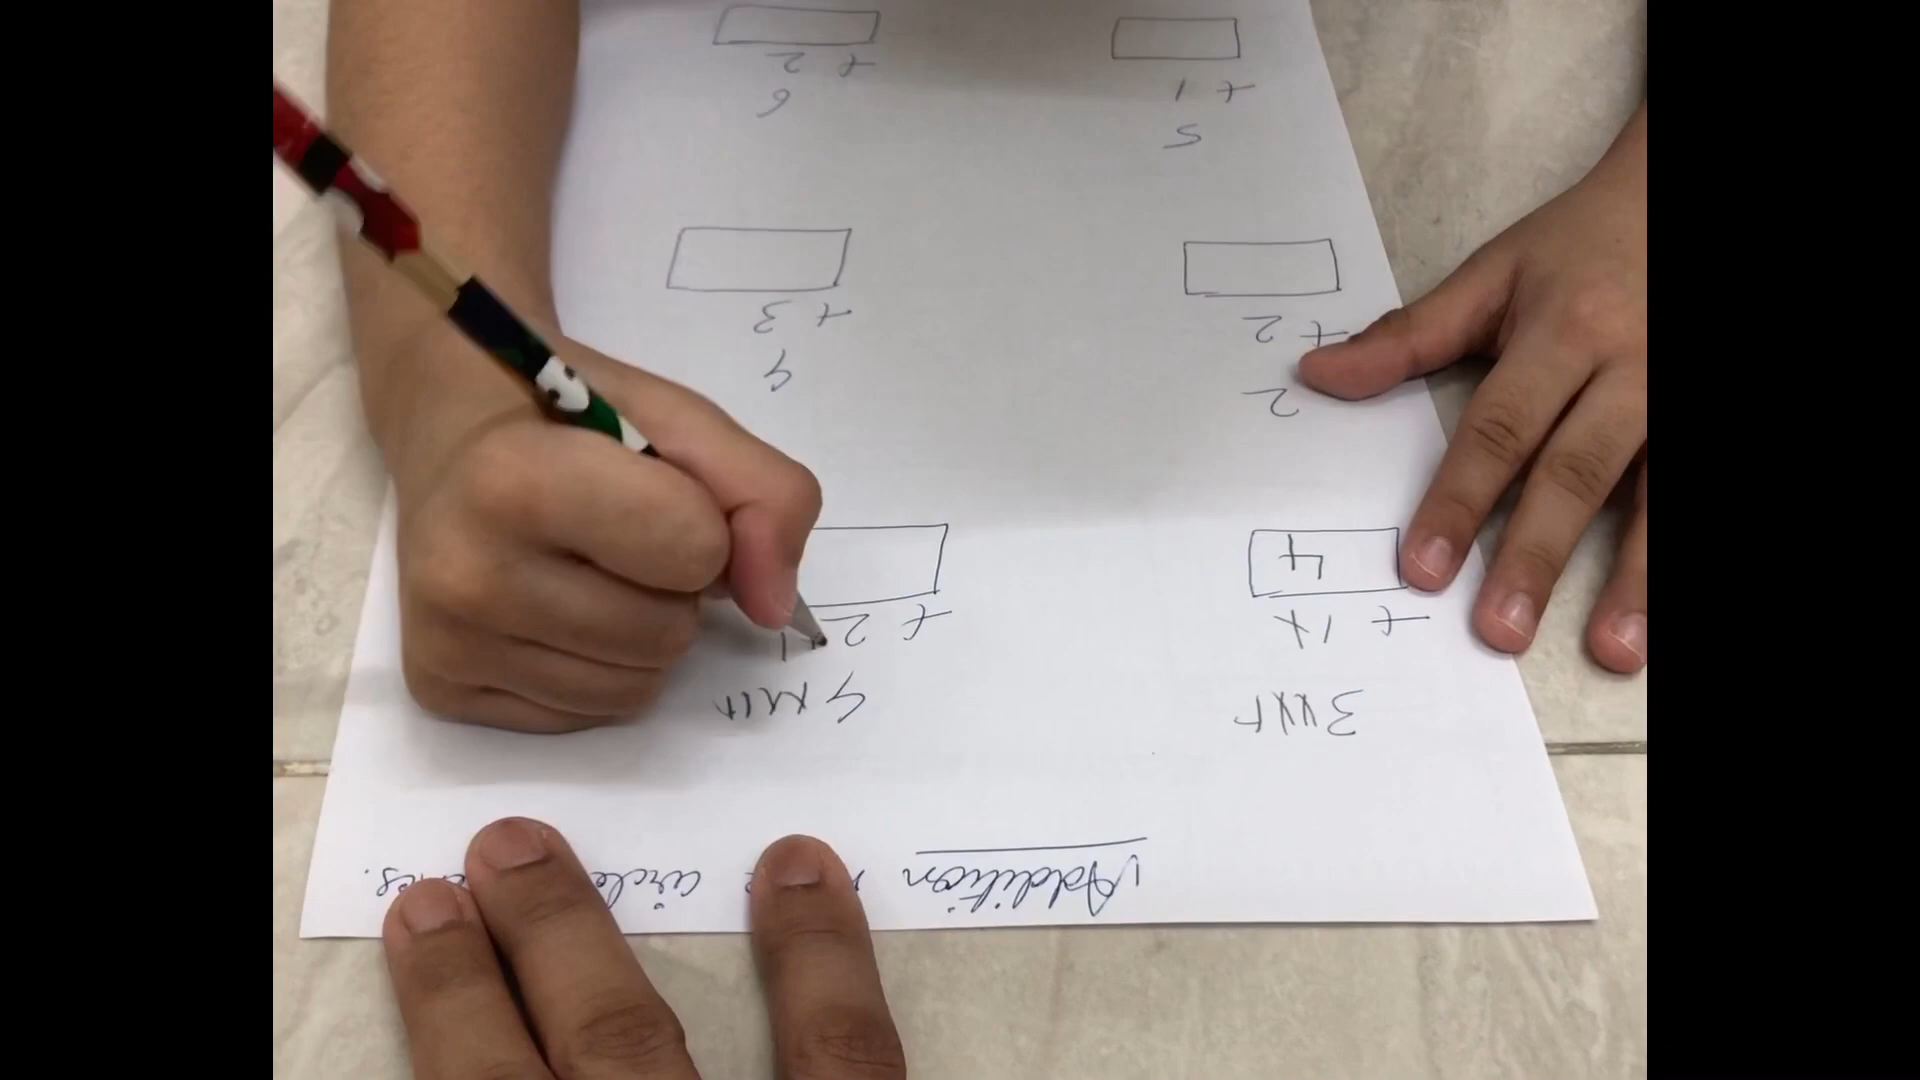 Addition
3 4
+ 1 + 2
4
2 4
+ 2 + 3
5 6
+ 1 + 2